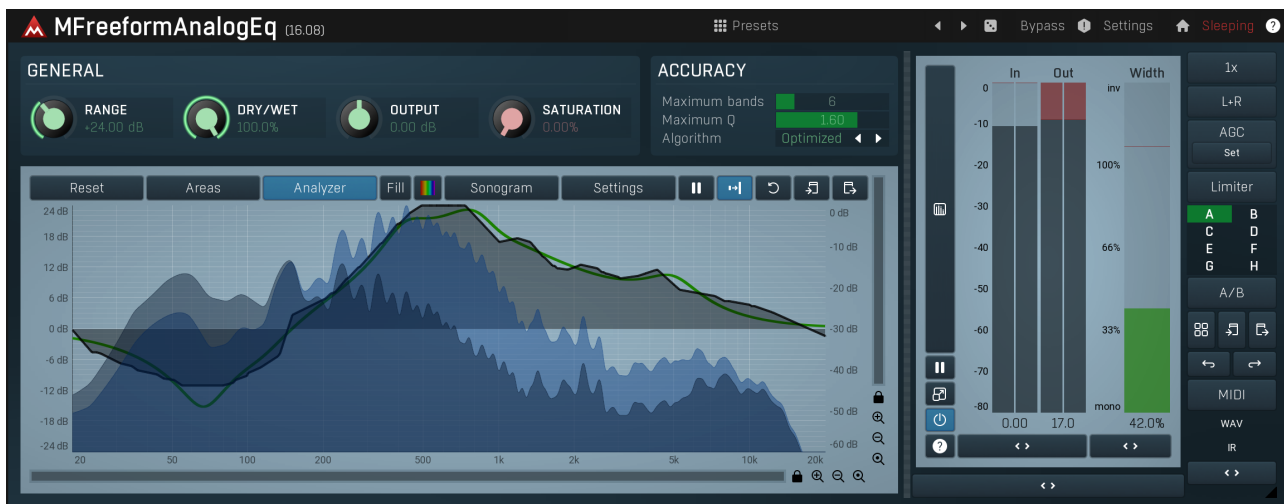 MFreeformAnalogEq (16.08)
Presets
Bypass
Settings
Sleeping ?
GENERAL
RANGE
+24.00 dB
DRY/WET
100.0%
OUTPUT
0.00 dB
SATURATION
0.00%
ACCURACY
Maximum bands 6
Maximum Q 1.60
Algorithm Optimized
Reset Areas Analyzer Fill Sonogram Settings
24 dB
18 dB
12 dB
6 dB
0 dB
-6 dB
-12 dB
-18 dB
-24 dB
0 dB
-10 dB
-20 dB
-30 dB
-40 dB
-50 dB
-60 dB
20 50 100 200 500 1k 2k 5k 10k 20k
In Out Width
0
-10
-20
-30
-40
-50
-60
-70
-80
inv
100%
66%
33%
mono
0.00 17.0 42.0%
?
1x
L+R
AGC
Set
Limiter
A B
C D
E F
G H
A/B
MIDI
WAV
IR